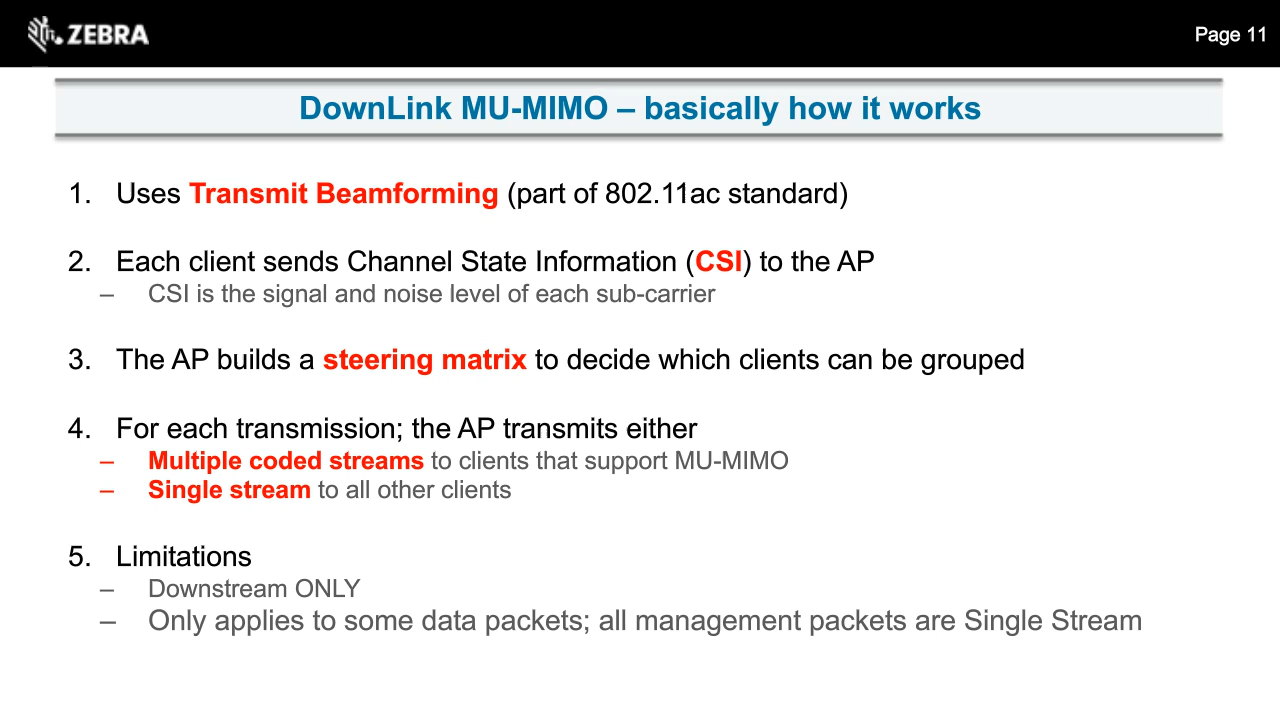 ZEBRA
Page 11
DownLink MU-MIMO – basically how it works
1. Uses Transmit Beamforming (part of 802.11ac standard)
2. Each client sends Channel State Information (CSI) to the AP
– CSI is the signal and noise level of each sub-carrier
3. The AP builds a steering matrix to decide which clients can be grouped
4. For each transmission; the AP transmits either
– Multiple coded streams to clients that support MU-MIMO
– Single stream to all other clients
5. Limitations
– Downstream ONLY
– Only applies to some data packets; all management packets are Single Stream